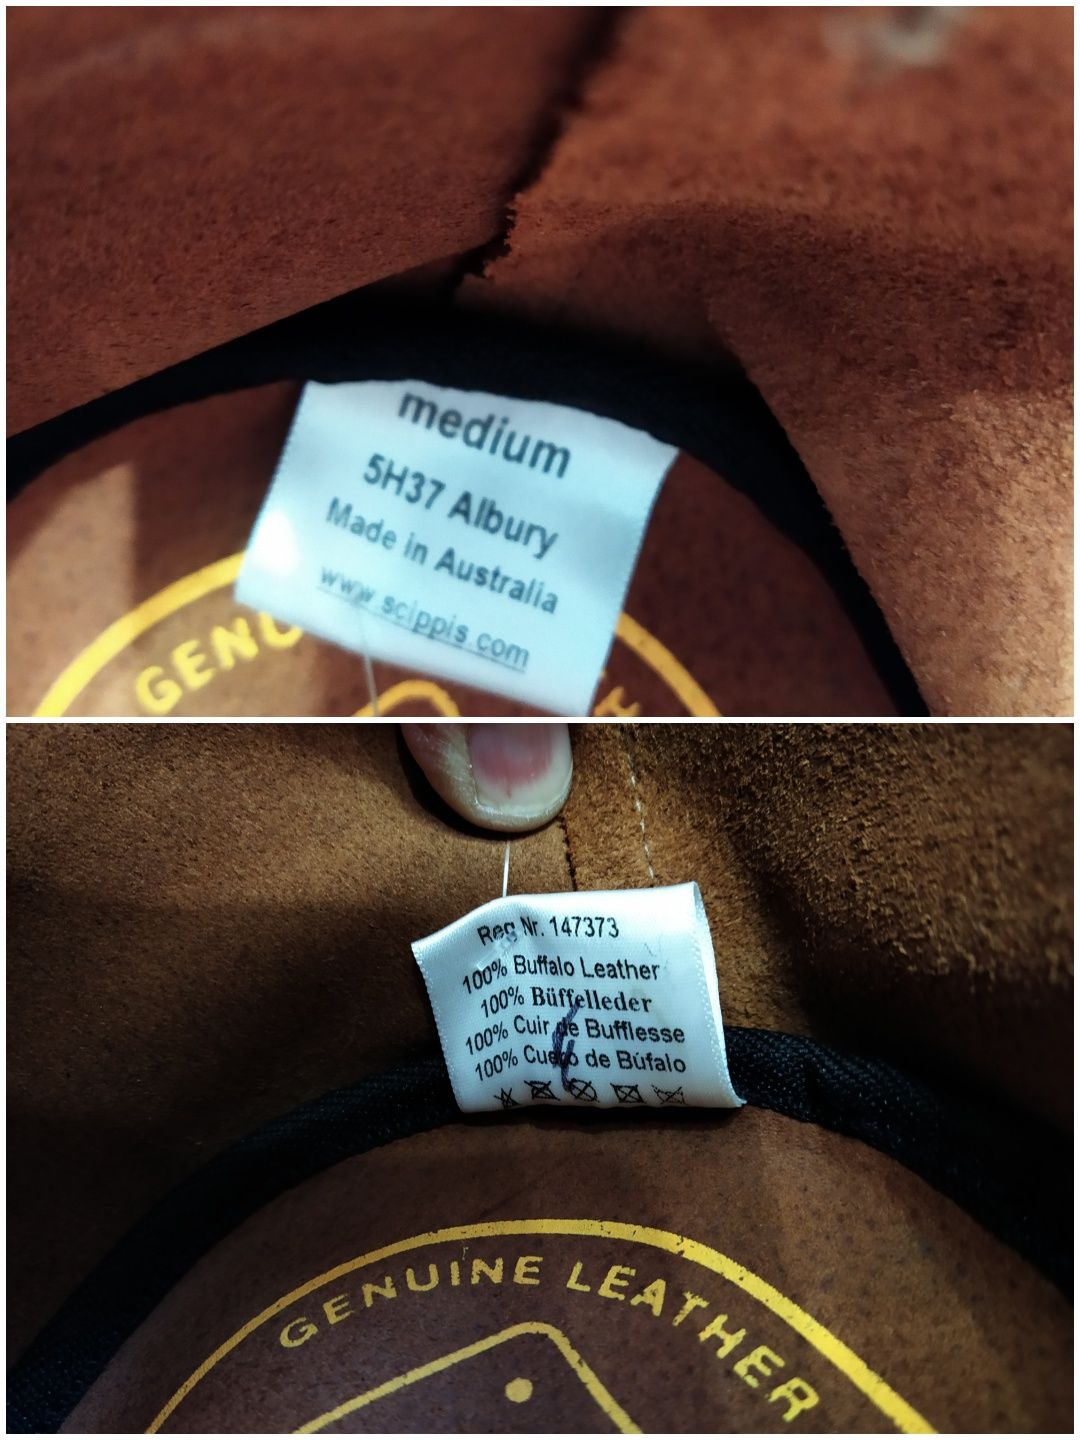 medium
5H37 Albury
Made in Australia
www.scippis.com
GENU
Reg Nr. 147373
100% Buffalo Leather
100% Büffelleder
100% Cuir de Bufflesse
100% Cuero de Búfalo
GENUINE LEATHER